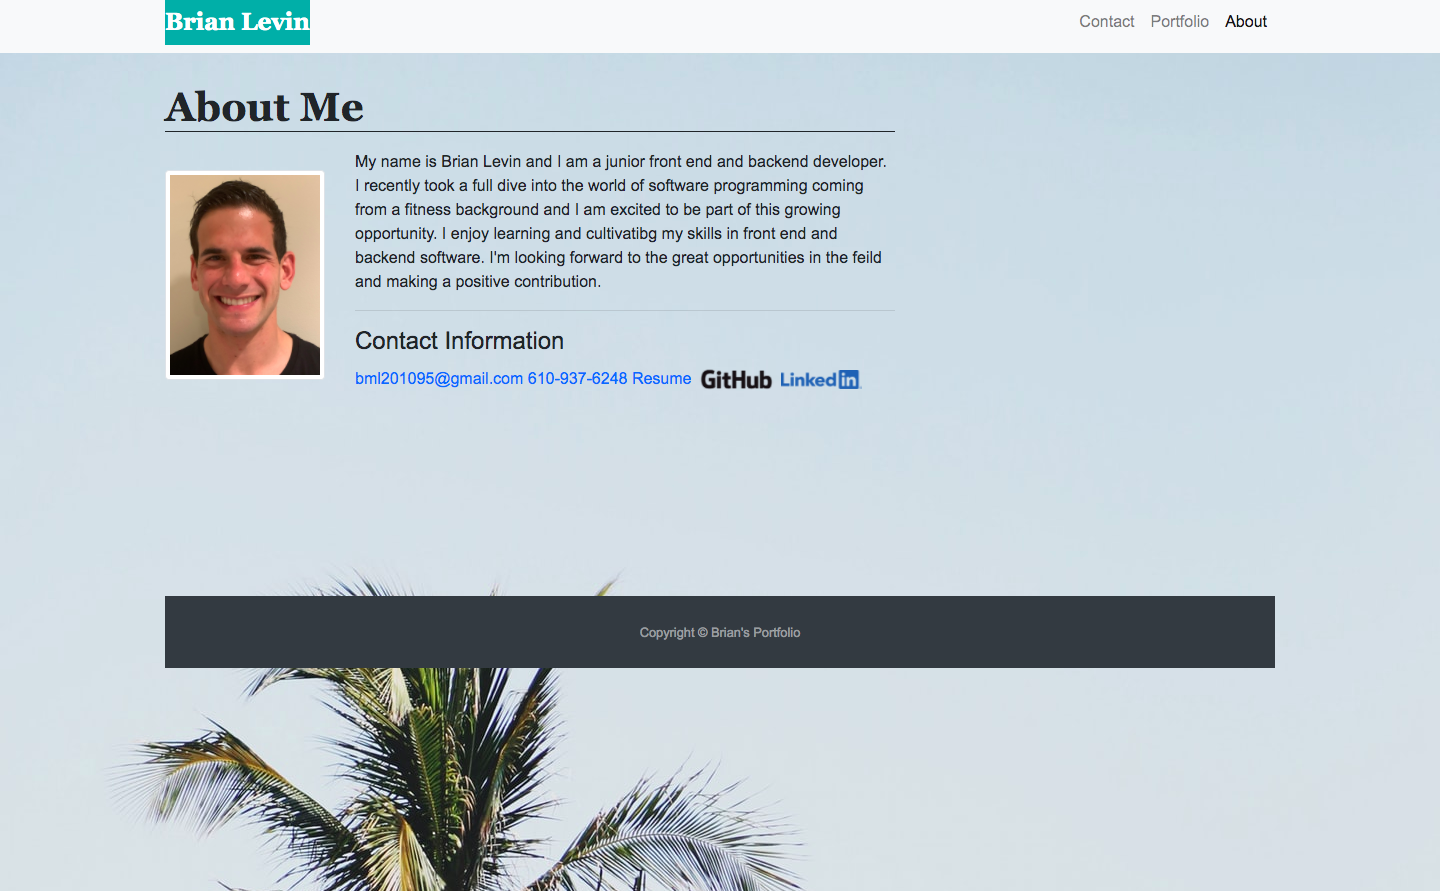 Brian Levin
Contact Portfolio About
About Me
My name is Brian Levin and I am a junior front end and backend developer.
I recently took a full dive into the world of software programming coming
from a fitness background and I am excited to be part of this growing
opportunity. I enjoy learning and cultivatibg my skills in front end and
backend software. I'm looking forward to the great opportunities in the feild
and making a positive contribution.
Contact Information
bml201095@gmail.com 610-937-6248 Resume GitHub Linked in
Copyright © Brian's Portfolio